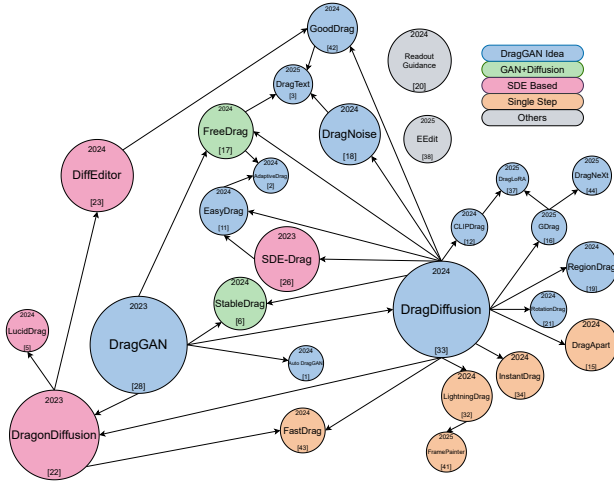 2024
GoodDrag
[42]
2024
Readout
Guidance
[20]
DragGAN Idea
GAN+Diffusion
SDE Based
Single Step
Others
2025
DragText
[3]
2024
FreeDrag
[17]
2024
DragNoise
[18]
2025
EEdit
[38]
2024
DiffEditor
[23]
2024
AdaptiveDrag
[2]
2025
DragLoRA
[37]
2025
DragNeXt
[44]
2024
EasyDrag
[11]
2024
CLIPDrag
[12]
2025
GDrag
[16]
2023
SDE-Drag
[26]
2024
RegionDrag
[19]
2024
DragDiffusion
[33]
2024
StableDrag
[6]
2024
RotationDrag
[21]
2024
LucidDrag
[5]
2023
DragGAN
[28]
2024
DragApart
[15]
2024
Auto DragGAN
[1]
2024
InstantDrag
[34]
2024
LightningDrag
[32]
2023
DragonDiffusion
[22]
2024
FastDrag
[43]
2025
FramePainter
[41]